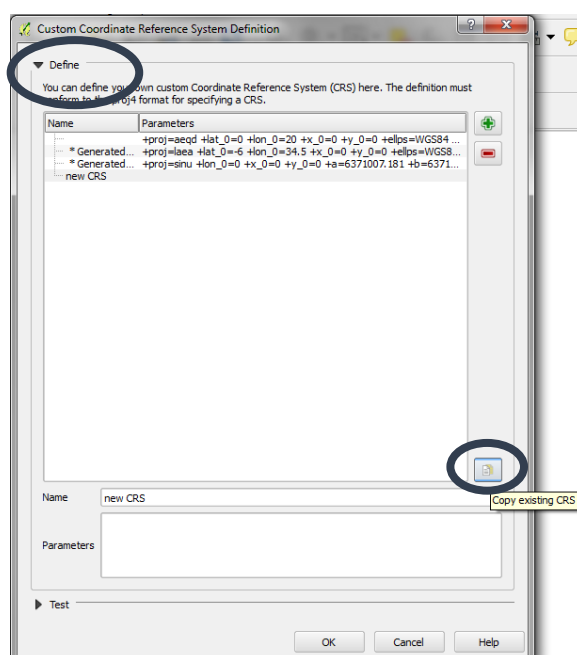 Custom Coordinate Reference System Definition
Define
You can define your own custom Coordinate Reference System (CRS) here. The definition must
conform to the proj4 format for specifying a CRS.
Name Parameters
+proj=aeqd +lat_0=0 +lon_0=20 +x_0=0 +y_0=0 +ellps=WGS84 ...
* Generated... +proj=laea +lat_0=-6 +lon_0=34.5 +x_0=0 +y_0=0 +ellps=WGS8...
* Generated... +proj=sinu +lon_0=0 +x_0=0 +y_0=0 +a=6371007.181 +b=6371...
new CRS
Name new CRS
Copy existing CRS
Parameters
Test
OK Cancel Help